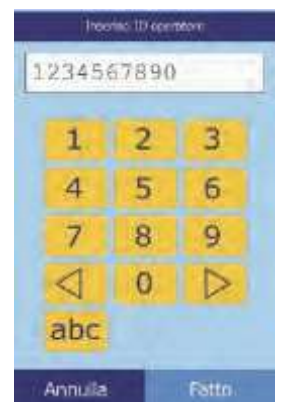 Inserisci ID operatore
1234567890
1 2 3
4 5 6
7 8 9
0
abc
Annulla Fatto